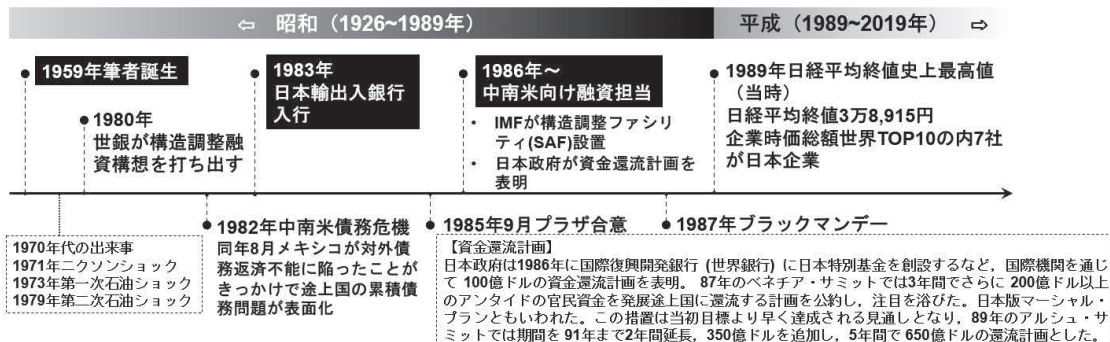 ⇦ 昭和（1926~1989年）
平成（1989~2019年） ⇨
1959年筆者誕生
1980年
世銀が構造調整融
資構想を打ち出す
1983年
日本輸出入銀行
入行
1986年～
中南米向け融資担当
・ IMFが構造調整ファシリ
ティ(SAF)設置
・ 日本政府が資金還流計画を
表明
1989年日経平均終値史上最高値
（当時）
日経平均終値3万8,915円
企業時価総額世界TOP10の内7社
が日本企業
1970年代の出来事
1971年ニクソンショック
1973年第一次石油ショック
1979年第二次石油ショック
1982年中南米債務危機
同年8月メキシコが対外債
務返済不能に陥ったことが
きっかけで途上国の累積債
務問題が表面化
1985年9月プラザ合意
1987年ブラックマンデー
【資金還流計画】
日本政府は1986年に国際復興開発銀行 (世界銀行) に日本特別基金を創設するなど，国際機関を通じ
て 100億ドルの資金還流計画を表明。 87年のベネチア・サミットでは3年間でさらに 200億ドル以上
のアンタイドの官民資金を発展途上国に還流する計画を公約し，注目を浴びた。日本版マーシャル・
プランともいわれた。この措置は当初目標より早く達成される見通しとなり，89年のアルシュ・サ
ミットでは期間を 91年まで2年間延長，350億ドルを追加し，5年間で 650億ドルの還流計画とした。